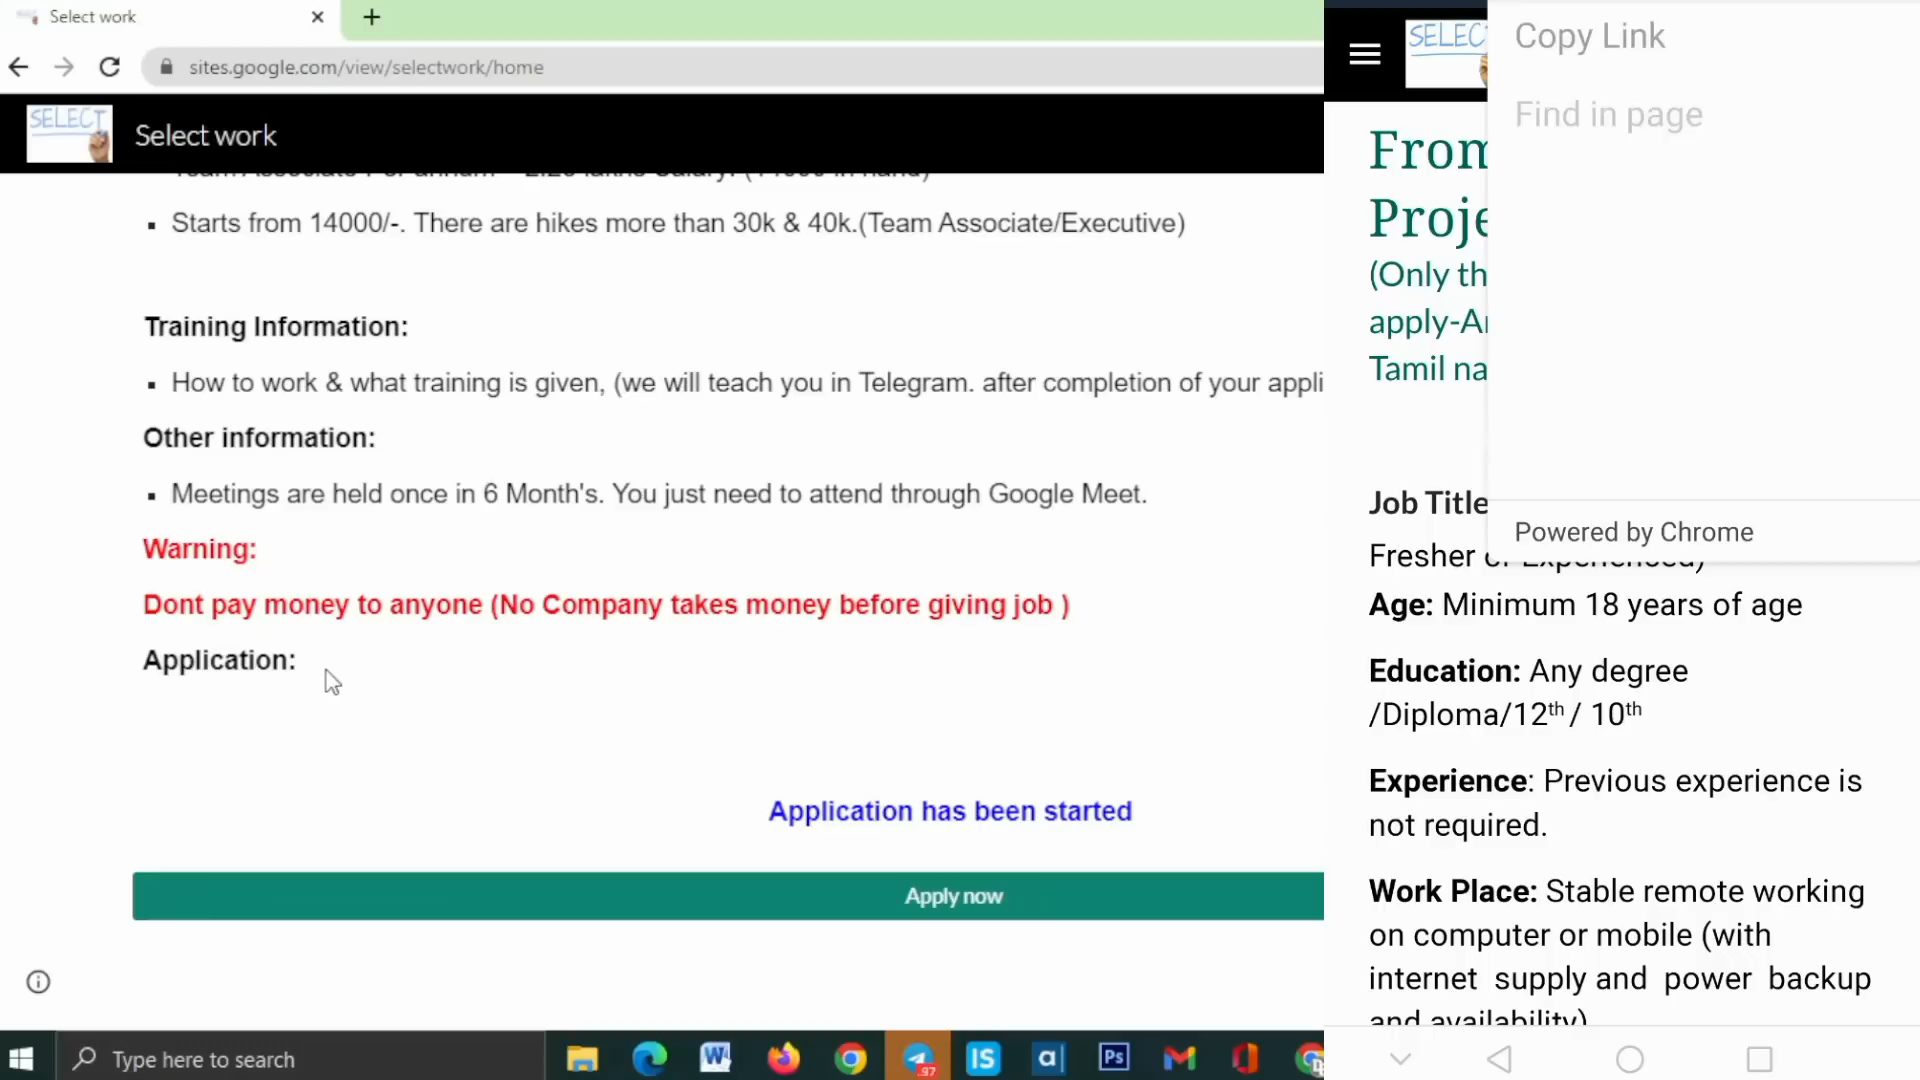 Select work
sites.google.com/view/selectwork/home
SELECT
Select work
Starts from 14000/-. There are hikes more than 30k & 40k.(Team Associate/Executive)
Training Information:
How to work & what training is given, (we will teach you in Telegram. after completion of your appli
Other information:
Meetings are held once in 6 Month's. You just need to attend through Google Meet.
Warning:
Dont pay money to anyone (No Company takes money before giving job )
Application:
Application has been started
Apply now
Type here to search
.97
IS
a
Ps
SELEC
Copy Link
Find in page
From
Proje
(Only th
apply-A
Tamil na
Powered by Chrome
Job Title
Fresher
Age: Minimum 18 years of age
Education: Any degree
/Diploma/12th / 10th
Experience: Previous experience is
not required.
Work Place: Stable remote working
on computer or mobile (with
internet supply and power backup
and availability)